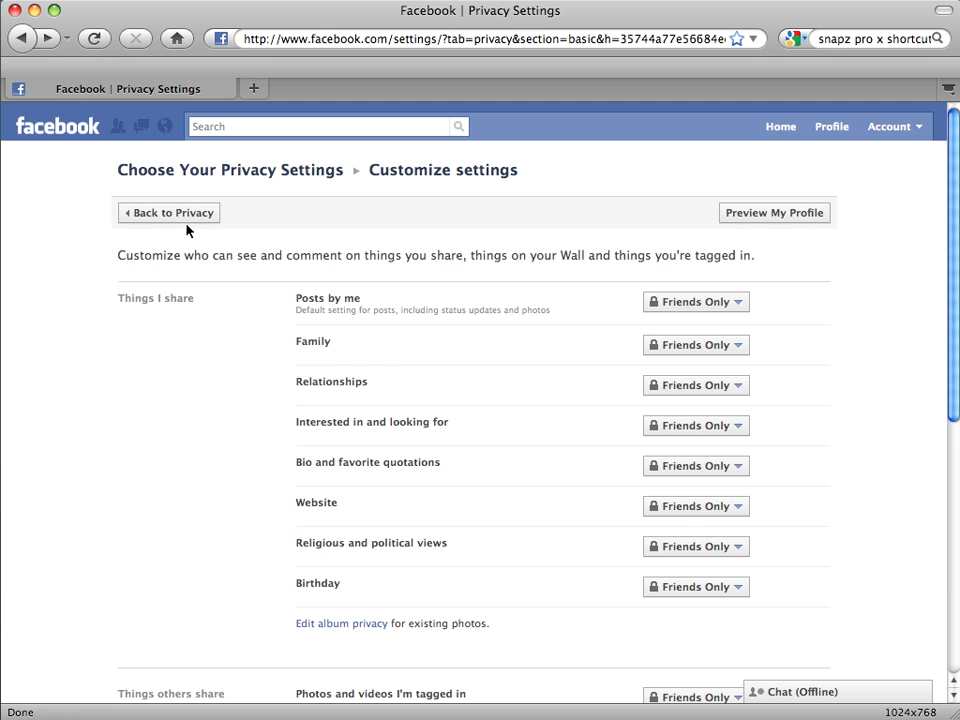 Facebook | Privacy Settings
http://www.facebook.com/settings/?tab=privacy&section=basic&h=35744a77e56684e
snapz pro x shortcut
Facebook | Privacy Settings
+
facebook
Search
Home
Profile
Account
Choose Your Privacy Settings
Customize settings
Back to Privacy
Preview My Profile
Customize who can see and comment on things you share, things on your Wall and things you're tagged in.
Things I share
Posts by me
Default setting for posts, including status updates and photos
Friends Only
Family
Friends Only
Relationships
Friends Only
Interested in and looking for
Friends Only
Bio and favorite quotations
Friends Only
Website
Friends Only
Religious and political views
Friends Only
Birthday
Friends Only
Edit album privacy for existing photos.
Things others share
Photos and videos I'm tagged in
Friends Only
Chat (Offline)
Done
1024x768